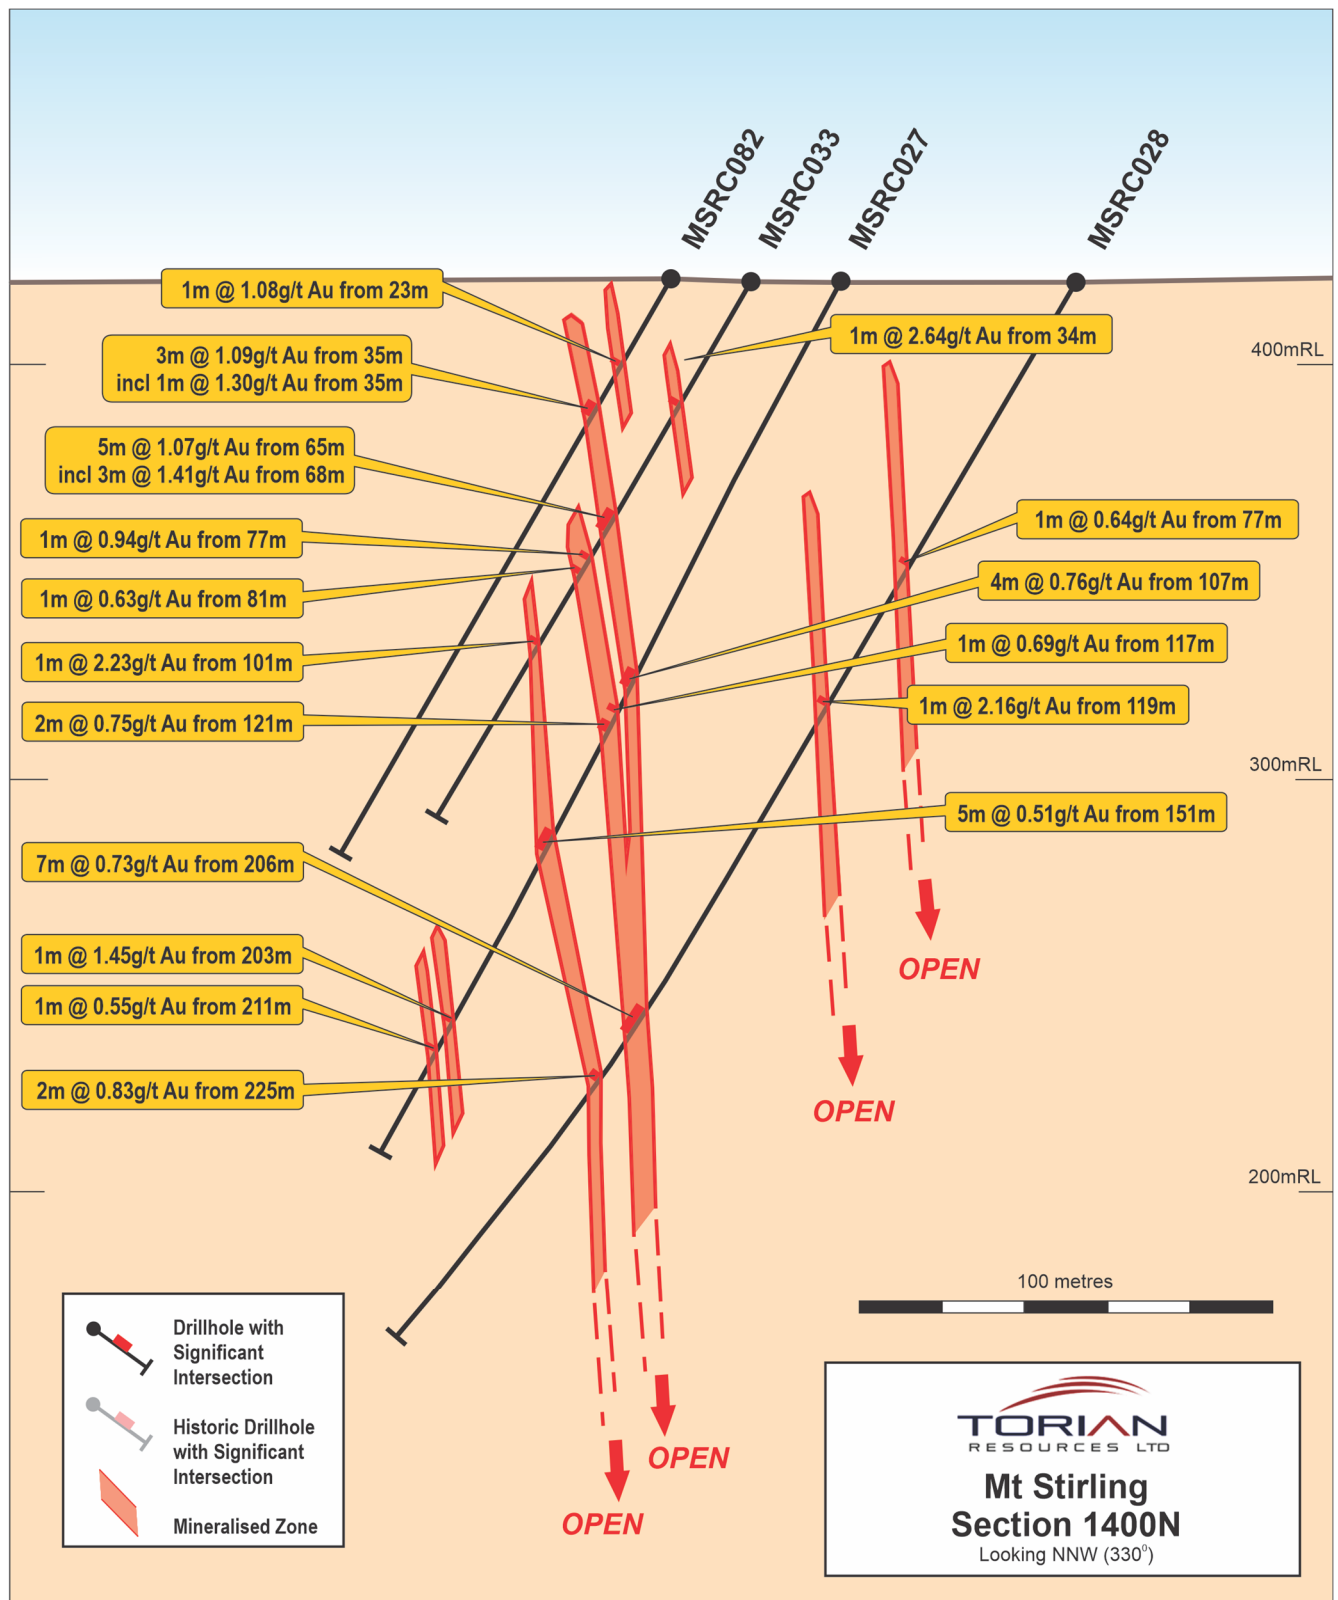 MSRC082
MSRC033
MSRC027
MSRC028
1m @ 1.08g/t Au from 23m
3m @ 1.09g/t Au from 35m
incl 1m @ 1.30g/t Au from 35m
1m @ 2.64g/t Au from 34m
400mRL
5m @ 1.07g/t Au from 65m
incl 3m @ 1.41g/t Au from 68m
1m @ 0.94g/t Au from 77m
1m @ 0.64g/t Au from 77m
1m @ 0.63g/t Au from 81m
4m @ 0.76g/t Au from 107m
1m @ 2.23g/t Au from 101m
1m @ 0.69g/t Au from 117m
2m @ 0.75g/t Au from 121m
1m @ 2.16g/t Au from 119m
300mRL
5m @ 0.51g/t Au from 151m
7m @ 0.73g/t Au from 206m
1m @ 1.45g/t Au from 203m
OPEN
1m @ 0.55g/t Au from 211m
2m @ 0.83g/t Au from 225m
OPEN
200mRL
100 metres
OPEN
OPEN
Drillhole with
Significant
Intersection
Historic Drillhole
with Significant
Intersection
Mineralised Zone
TORIAN
RESOURCES LTD
Mt Stirling
Section 1400N
Looking NNW (330⁰)